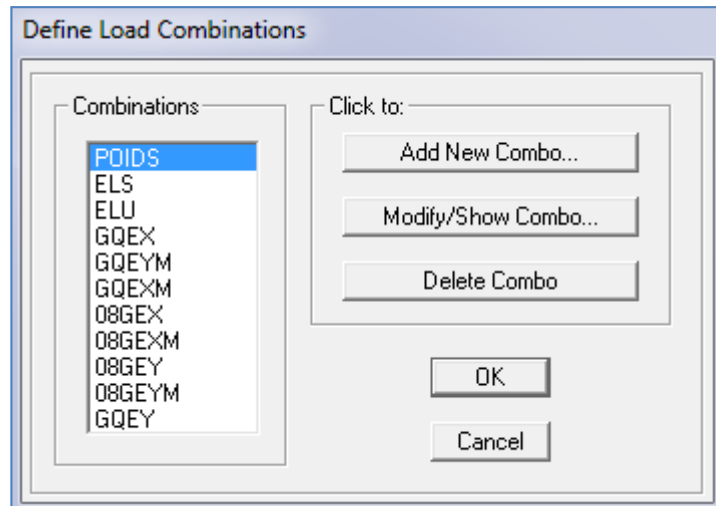 Define Load Combinations
Combinations
POIDS
ELS
ELU
GQEX
GQEYM
GQEXM
08GEX
08GEXM
08GEY
08GEYM
GQEY
Click to:
Add New Combo...
Modify/Show Combo...
Delete Combo
OK
Cancel